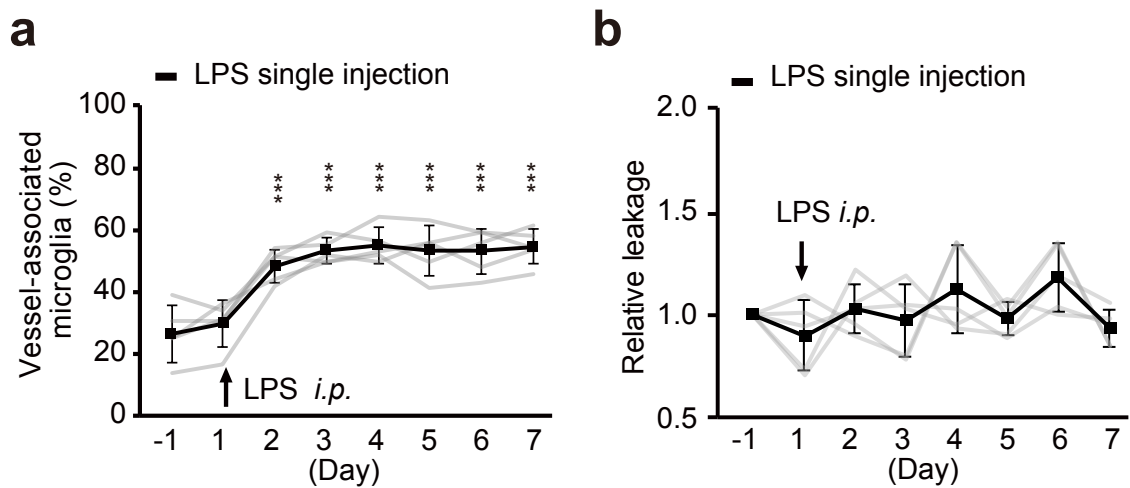 a
LPS single injection
Vessel-associated
microglia (%)
100
80
60
40
20
0
***
***
***
***
***
***
LPS i.p.
-1 1 2 3 4 5 6 7
(Day)
b
LPS single injection
Relative leakage
2.0
1.5
1.0
0.5
LPS i.p.
-1 1 2 3 4 5 6 7
(Day)